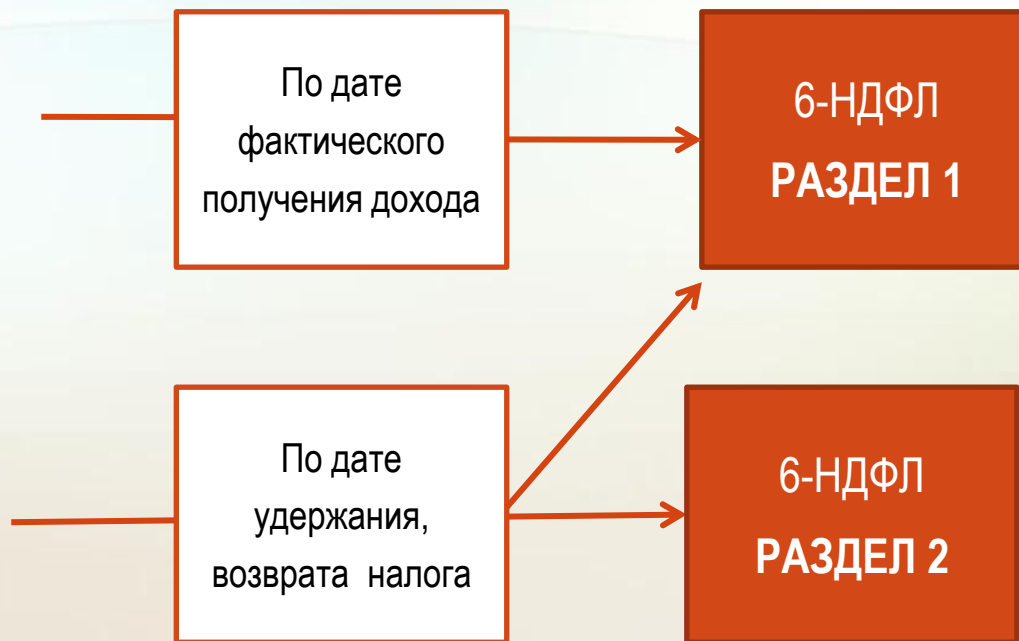 По дате
фактического
получения дохода
6-НДФЛ
РАЗДЕЛ 1
По дате
удержания,
возврата налога
6-НДФЛ
РАЗДЕЛ 2